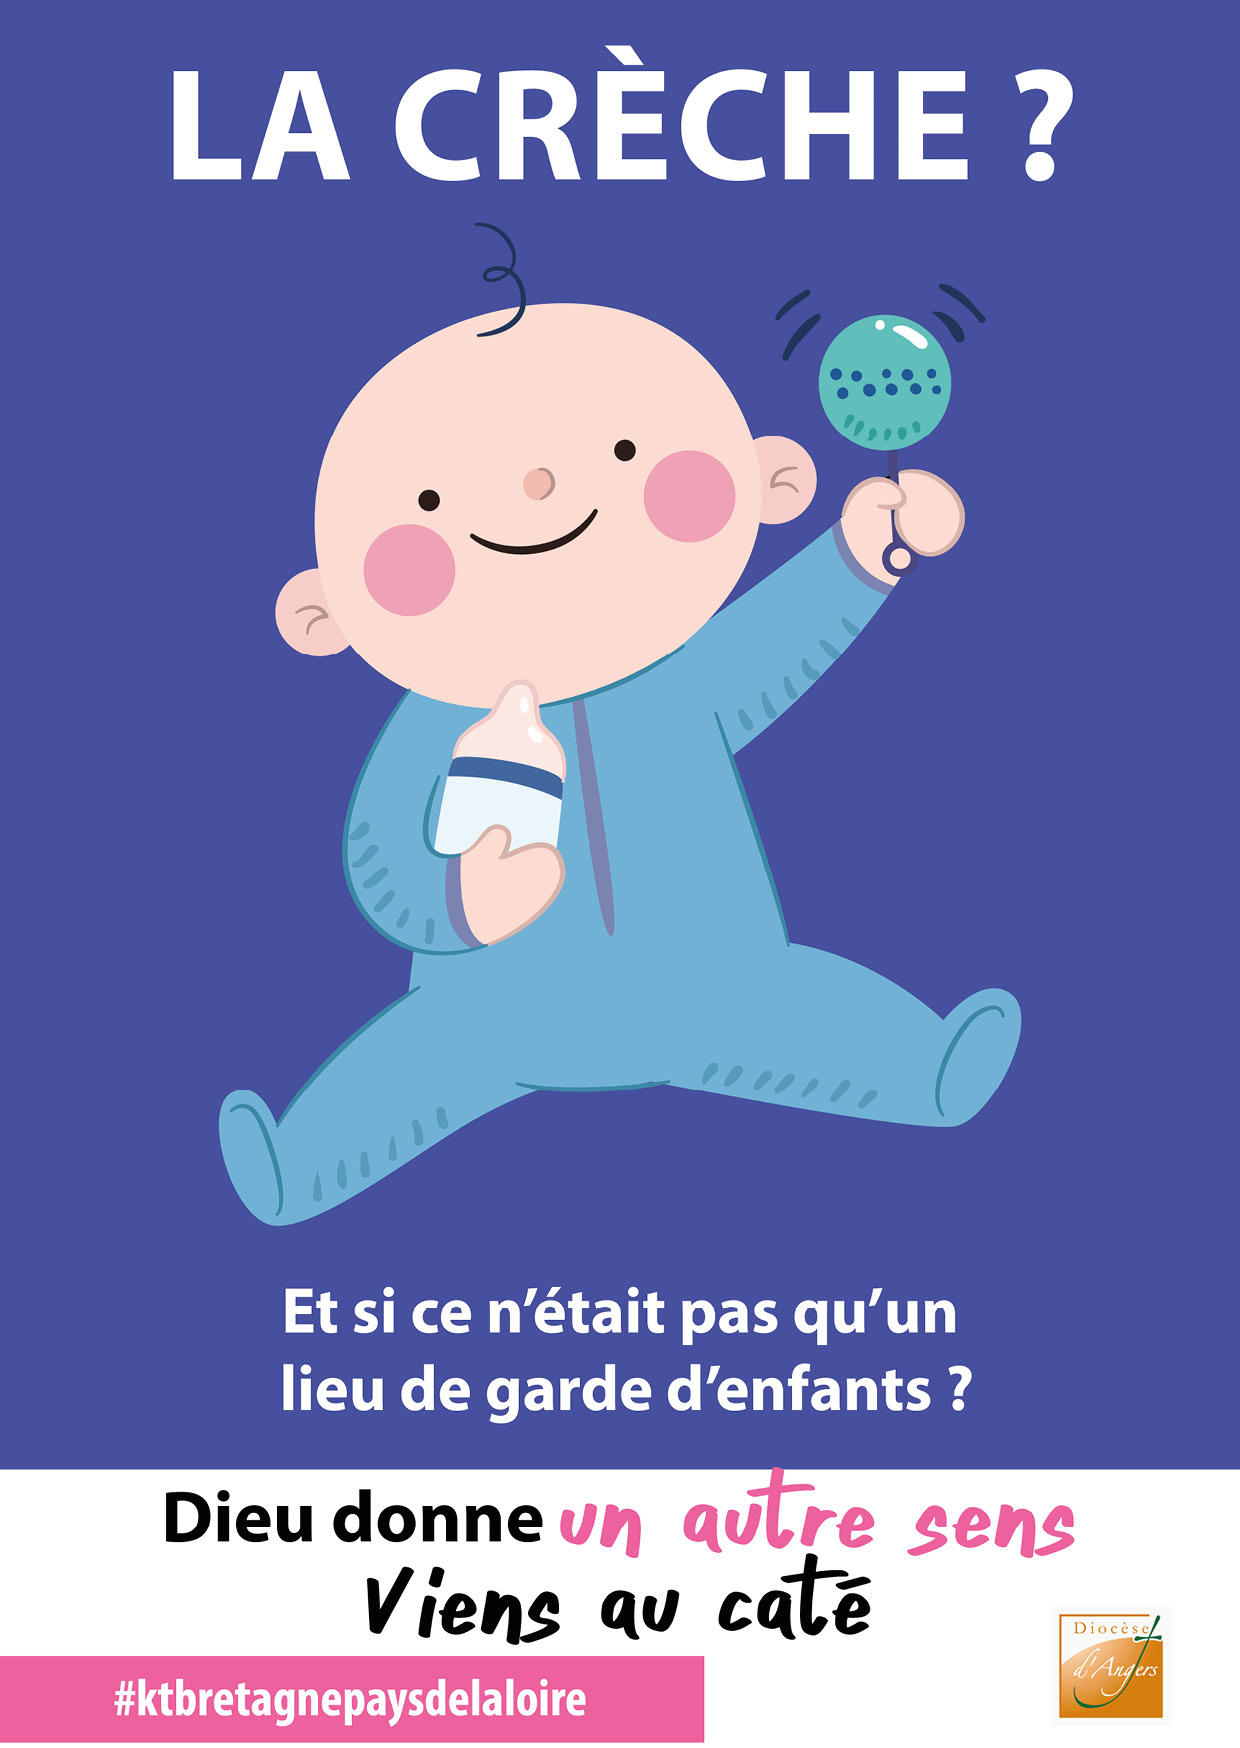 LA CRÈCHE ?
Et si ce n’était pas qu’un
lieu de garde d’enfants ?
Dieu donne un autre sens
Viens au caté
#ktbretagnepaysdelaloire
Diocèse
d'Angers